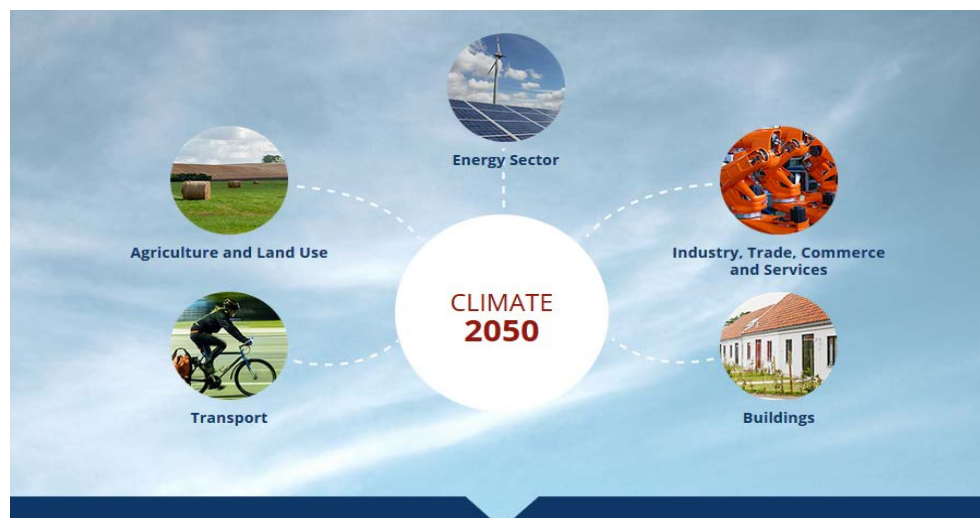 Energy Sector
Agriculture and Land Use
Industry, Trade, Commerce
and Services
CLIMATE
2050
Transport
Buildings